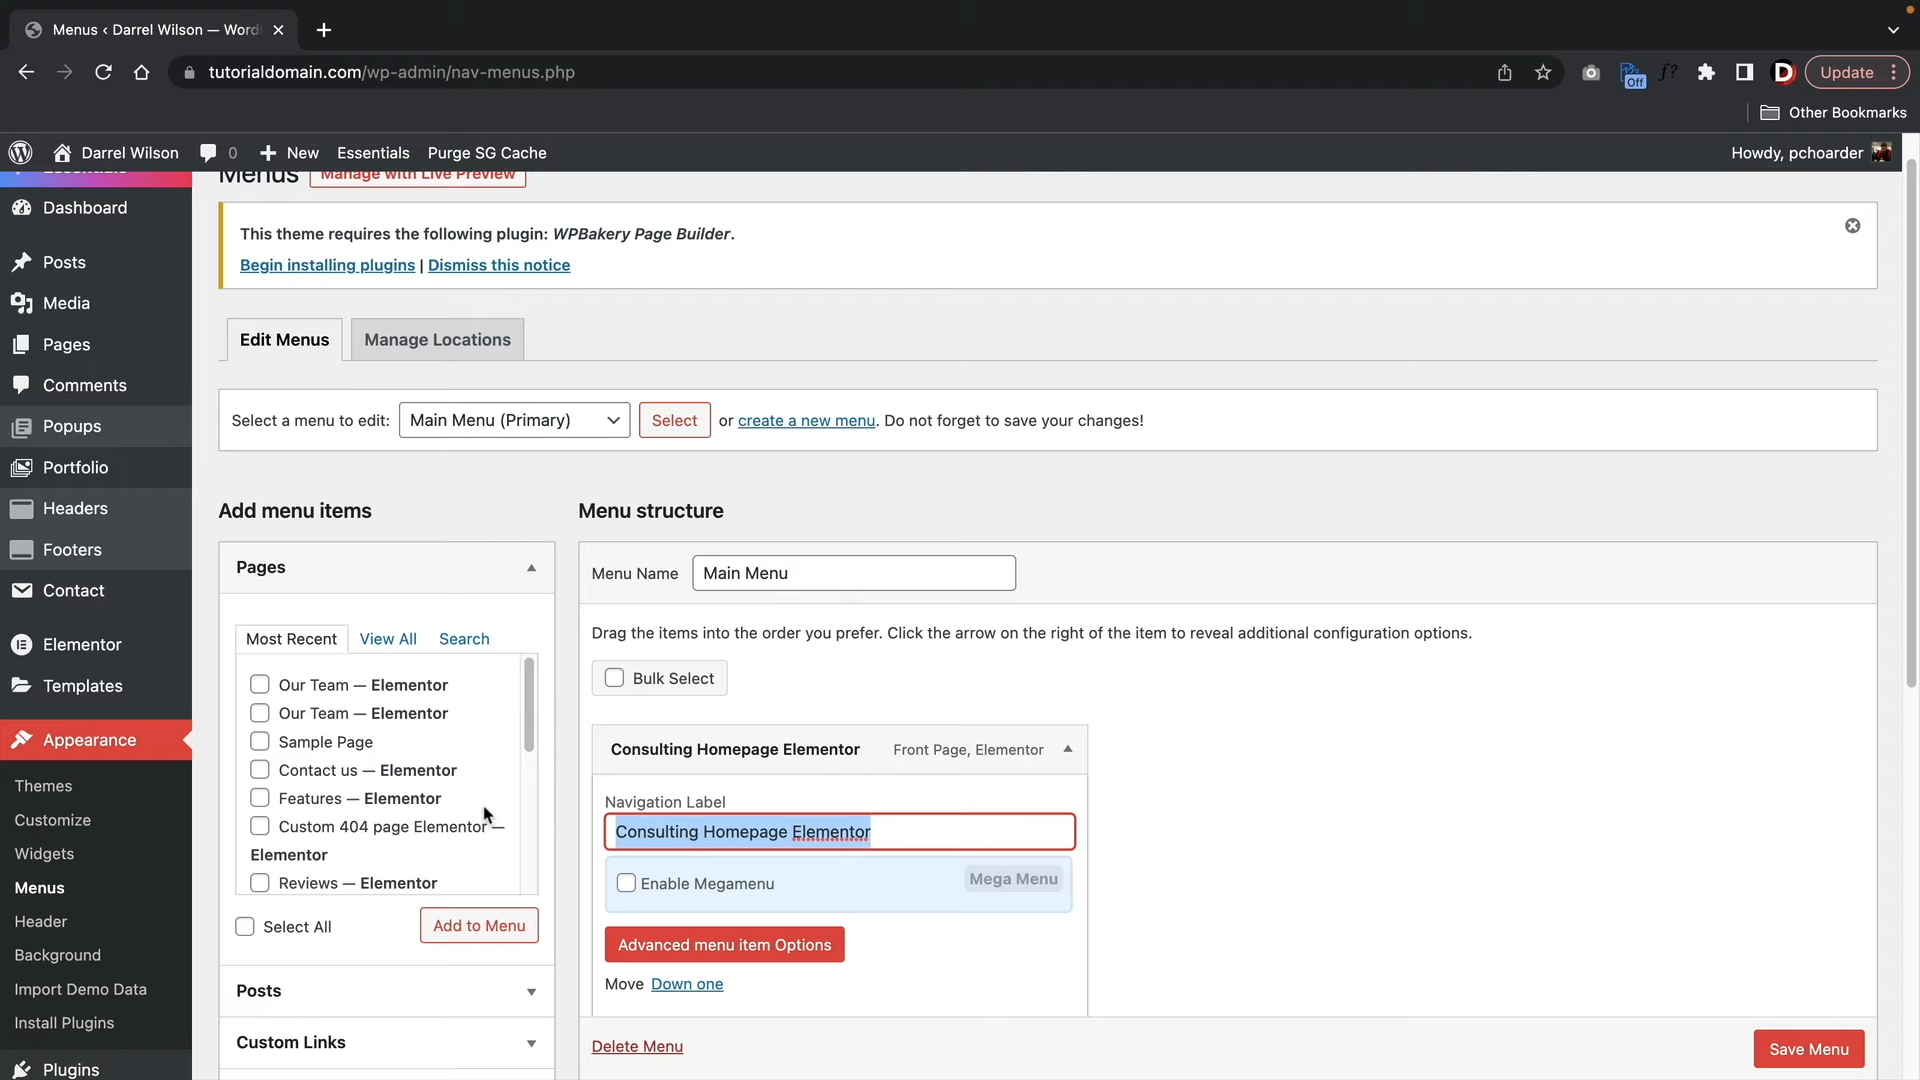 Menus ‹ Darrel Wilson — Word
tutorialdomain.com/wp-admin/nav-menus.php
f?
Off
D
Update
Other Bookmarks
Darrel Wilson
0
New
Essentials
Purge SG Cache
Howdy, pchoarder
Essentials
Dashboard
Posts
Media
Pages
Comments
Popups
Portfolio
Headers
Footers
Contact
Elementor
Templates
Appearance
Themes
Customize
Widgets
Menus
Header
Background
Import Demo Data
Install Plugins
Plugins
Menus
Manage with Live Preview
This theme requires the following plugin: WPBakery Page Builder.
Begin installing plugins | Dismiss this notice
Edit Menus
Manage Locations
Select a menu to edit:
Main Menu (Primary)
Select
or create a new menu. Do not forget to save your changes!
Add menu items
Pages
Most Recent
View All
Search
Our Team — Elementor
Our Team — Elementor
Sample Page
Contact us — Elementor
Features — Elementor
Custom 404 page Elementor —
Elementor
Reviews — Elementor
Select All
Add to Menu
Posts
Custom Links
Menu structure
Menu Name
Main Menu
Drag the items into the order you prefer. Click the arrow on the right of the item to reveal additional configuration options.
Bulk Select
Consulting Homepage Elementor
Front Page, Elementor
Navigation Label
Consulting Homepage Elementor
Enable Megamenu
Mega Menu
Advanced menu item Options
Move Down one
Delete Menu
Save Menu